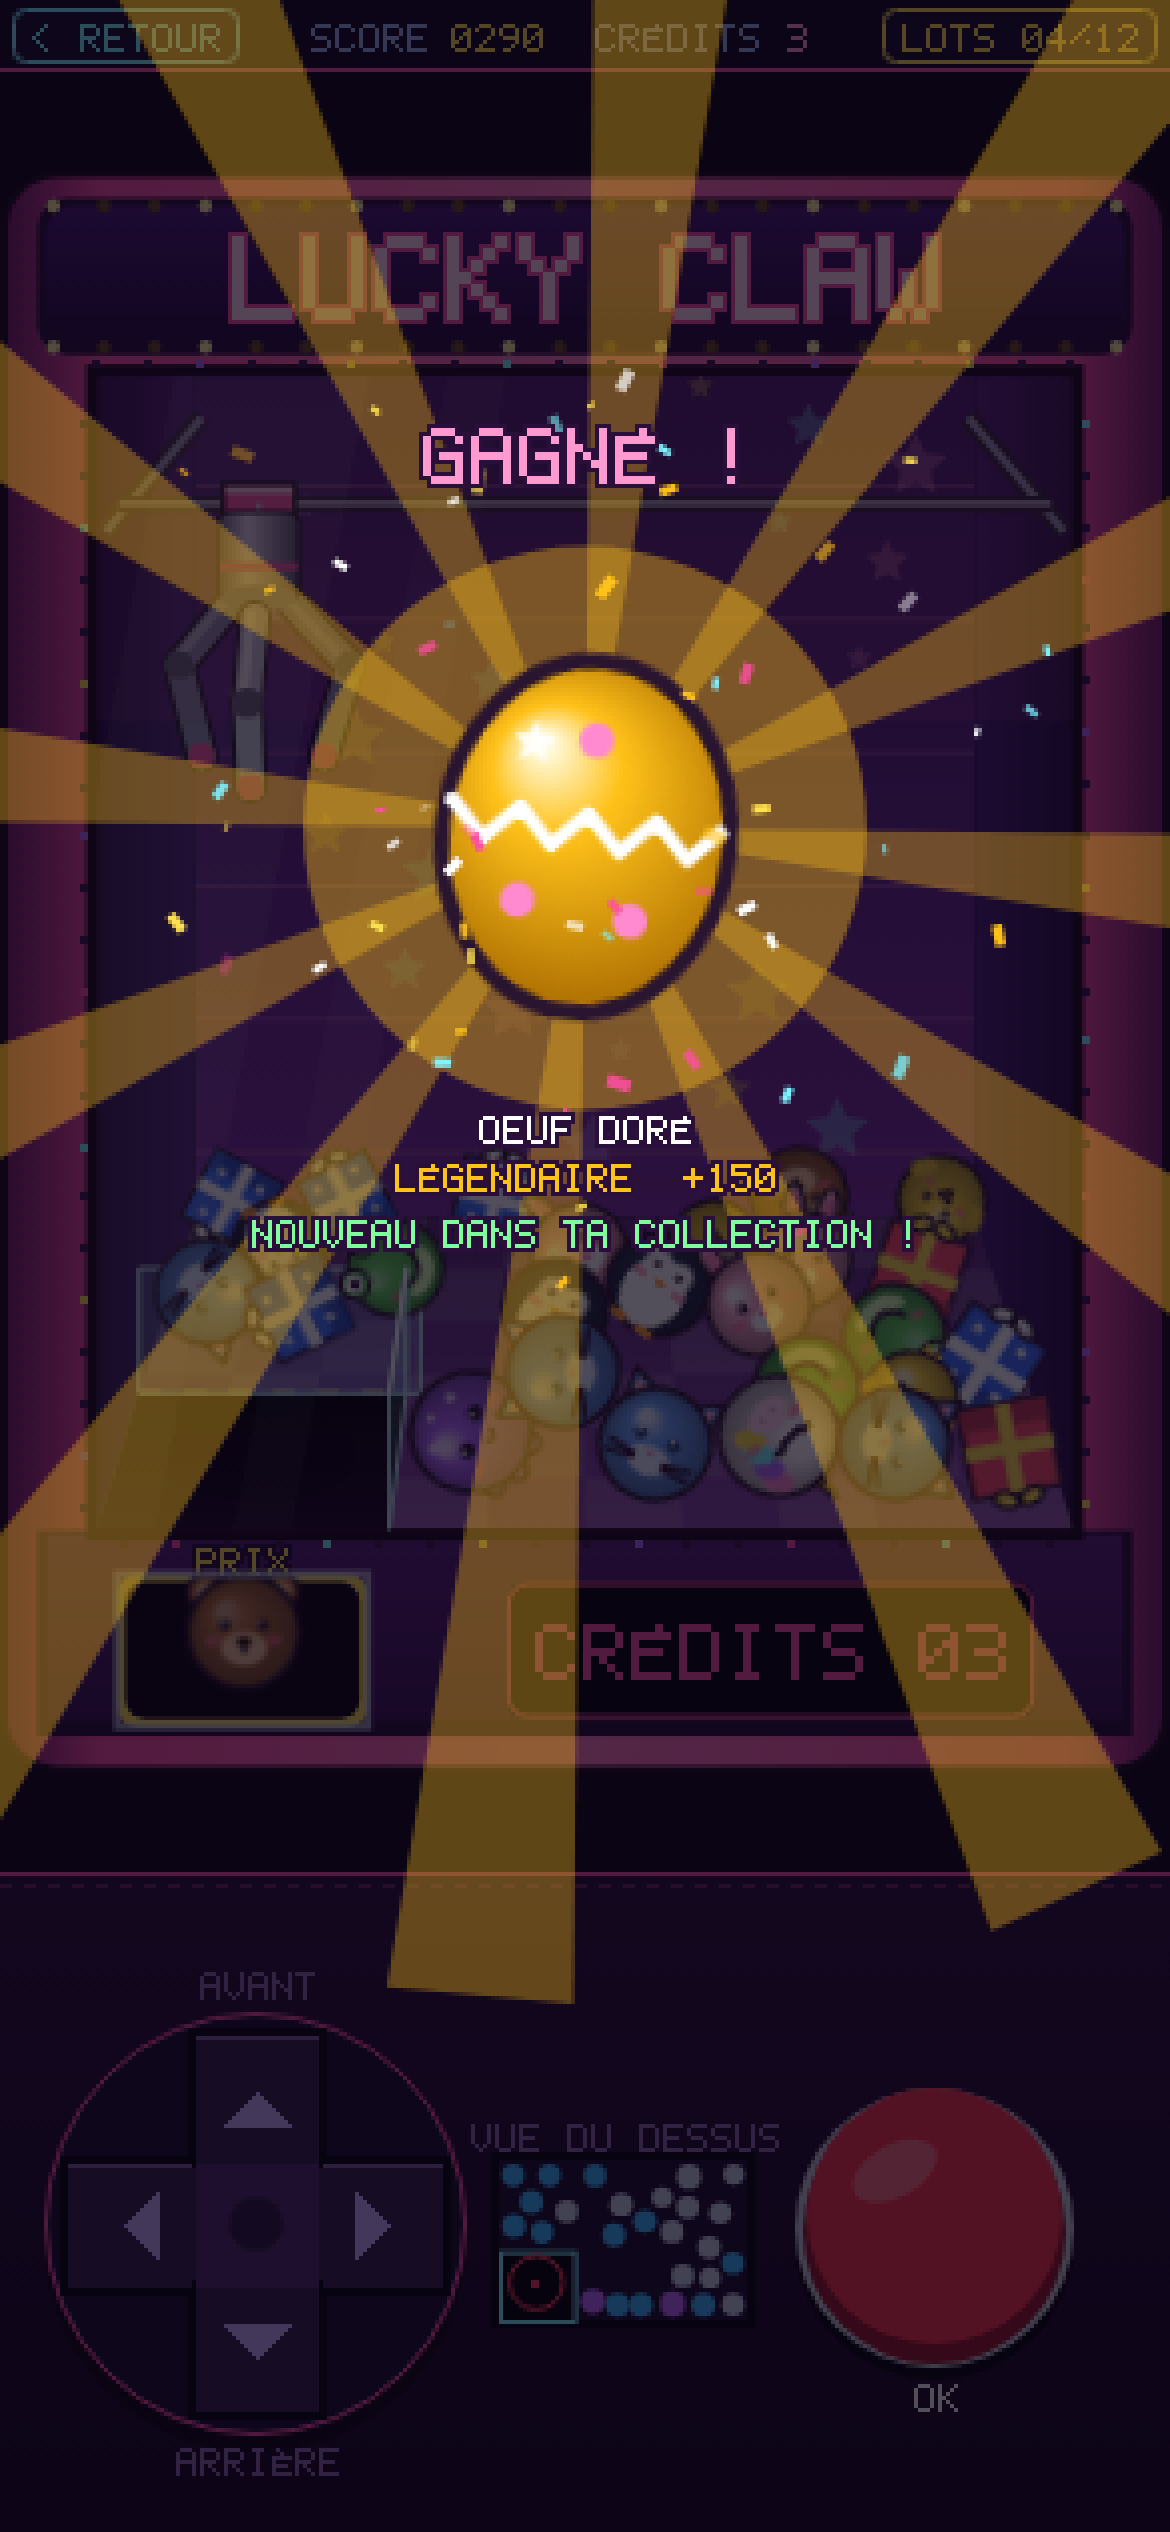 < RETOUR SCORE 0290 CRÉDITS 3 LOTS 04/12
LUCKY CLAW
GAGNÉ !
OEUF DORÉ
LÉGENDAIRE +150
NOUVEAU DANS TA COLLECTION !
PRIX
CRÉDITS 03
AVANT
VUE DU DESSUS
OK
ARRIÈRE